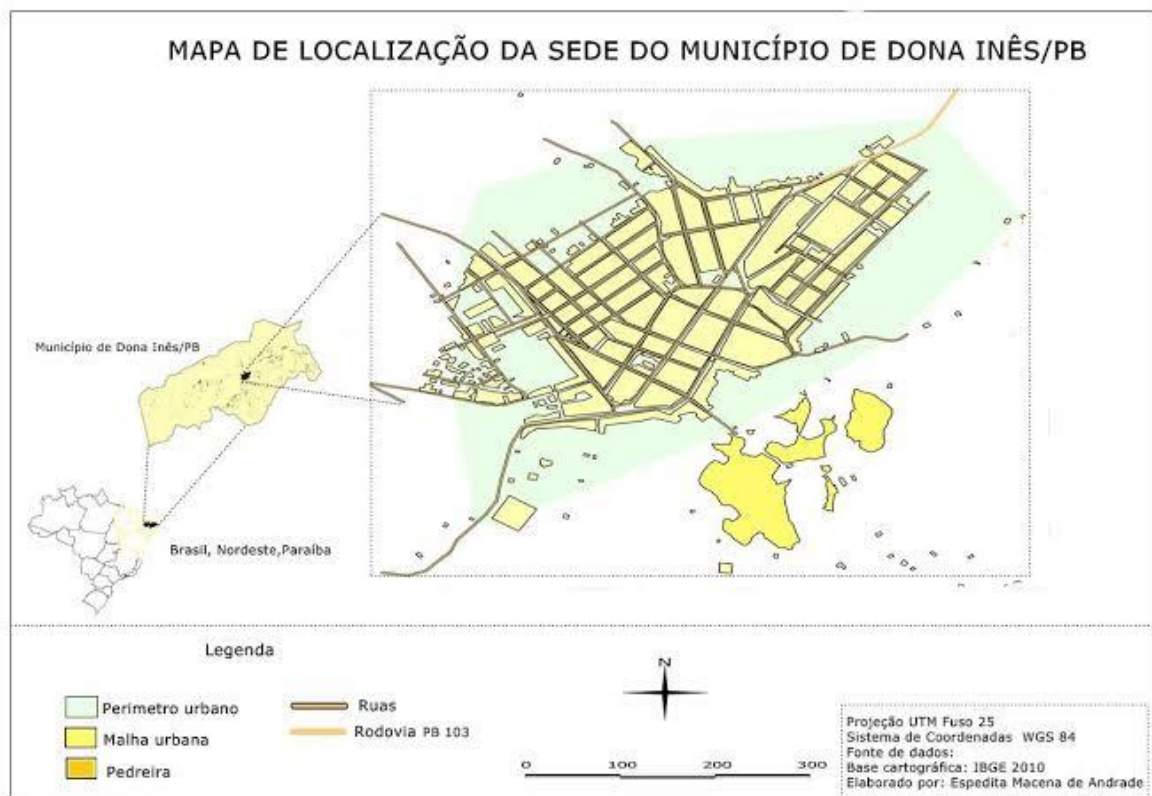 MAPA DE LOCALIZAÇÃO DA SEDE DO MUNICÍPIO DE DONA INÊS/PB
Município de Dona Inês/PB
Brasil, Nordeste,Paraíba
Legenda
Perimetro urbano
Malha urbana
Pedreira
Ruas
Rodovia PB 103
N
0 100 200 300
Projeção UTM Fuso 25
Sistema de Coordenadas WGS 84
Fonte de dados:
Base cartográfica: IBGE 2010
Elaborado por: Espedita Macena de Andrade